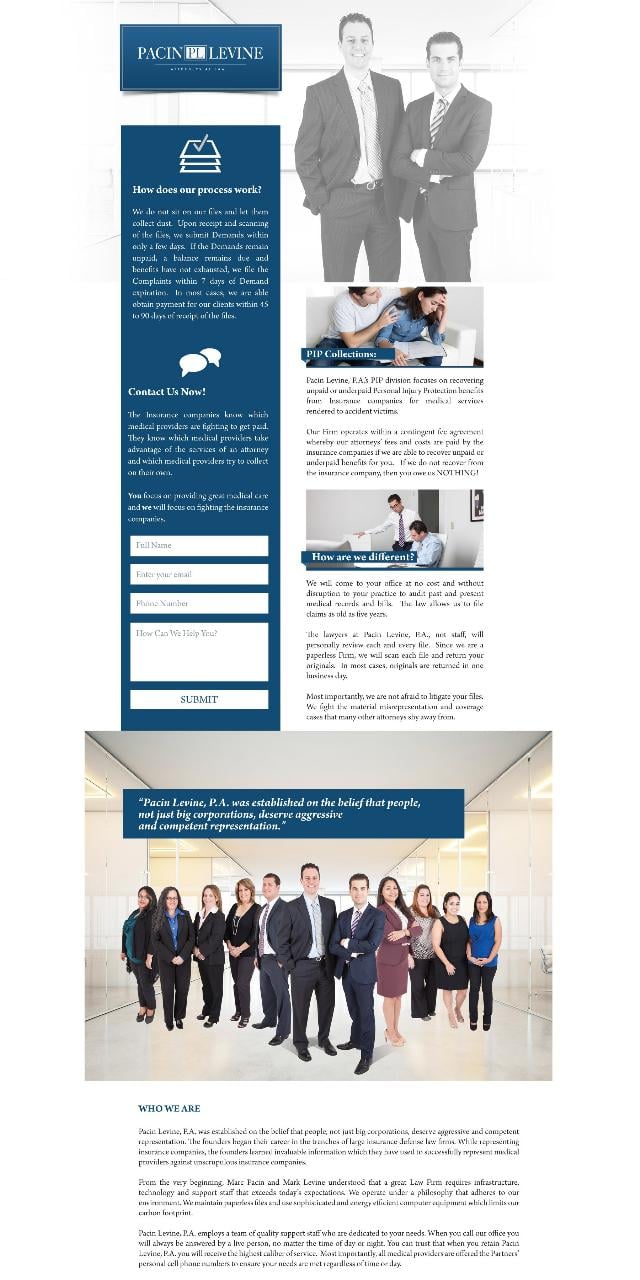 PACIN PL LEVINE
ATTORNEYS AT LAW
How does our process work?
We do not sit on our files and let them
collect dust. Upon receipt and scanning
of the files, we submit Demands within
only a few days. If the Demands remain
unpaid, a balance remains due and
benefits have not exhausted, we file the
Complaints within 7 days of Demand
expiration. In most cases, we are able
obtain payment for our clients within 45
to 90 days of receipt of the files.
Contact Us Now!
The Insurance companies know which
medical providers are fighting to get paid.
They know which medical providers take
advantage of the services of an attorney
and which medical providers try to collect
on their own.
You focus on providing great medical care
and we will focus on fighting the insurance
companies.
Full Name
Enter your email
Phone Number
How Can We Help You?
SUBMIT
PIP Collections:
Pacin Levine, P.A.'s PIP division focuses on recovering
unpaid or underpaid Personal Injury Protection benefits
from Insurance companies for medical services
rendered to accident victims.
Our Firm operates within a contingent fee agreement
whereby our attorneys' fees and costs are paid by the
insurance companies if we are able to recover unpaid or
underpaid benefits for you. If we do not recover from
the insurance company, then you owe us NOTHING!
How are we different?
We will come to your office at no cost and without
disruption to your practice to audit past and present
medical records and bills. The law allows us to file
claims as old as five years.
The lawyers at Pacin Levine, P.A., not staff, will
personally review each and every file. Since we are a
paperless Firm, we will scan each file and return your
originals. In most cases, originals are returned in one
business day.
Most importantly, we are not afraid to litigate your files.
We fight the material misrepresentation and coverage
cases that many other attorneys shy away from.
"Pacin Levine, P.A. was established on the belief that people,
not just big corporations, deserve aggressive
and competent representation."
WHO WE ARE
Pacin Levine, P.A. was established on the belief that people, not just big corporations, deserve aggressive and competent
representation. The founders began their career in the trenches of large insurance defense law firms. While representing
insurance companies, the founders learned invaluable information which they have used to successfully represent medical
providers against unscrupulous insurance companies.
From the very beginning, Marc Pacin and Mark Levine understood that a great Law Firm requires infrastructure,
technology and support staff that exceeds today's expectations. We operate under a philosophy that adheres to our
environment. We maintain paperless files and use sophisticated and energy efficient computer equipment which limits our
carbon footprint.
Pacin Levine, P.A. employs a team of quality support staff who are dedicated to your needs. When you call our office you
will always be answered by a live person, no matter the time of day or night. You can trust that when you retain Pacin
Levine, P.A. you will receive the highest caliber of service. Most importantly, all medical providers are offered the Partners'
personal cell phone numbers to ensure your needs are met regardless of time or day.